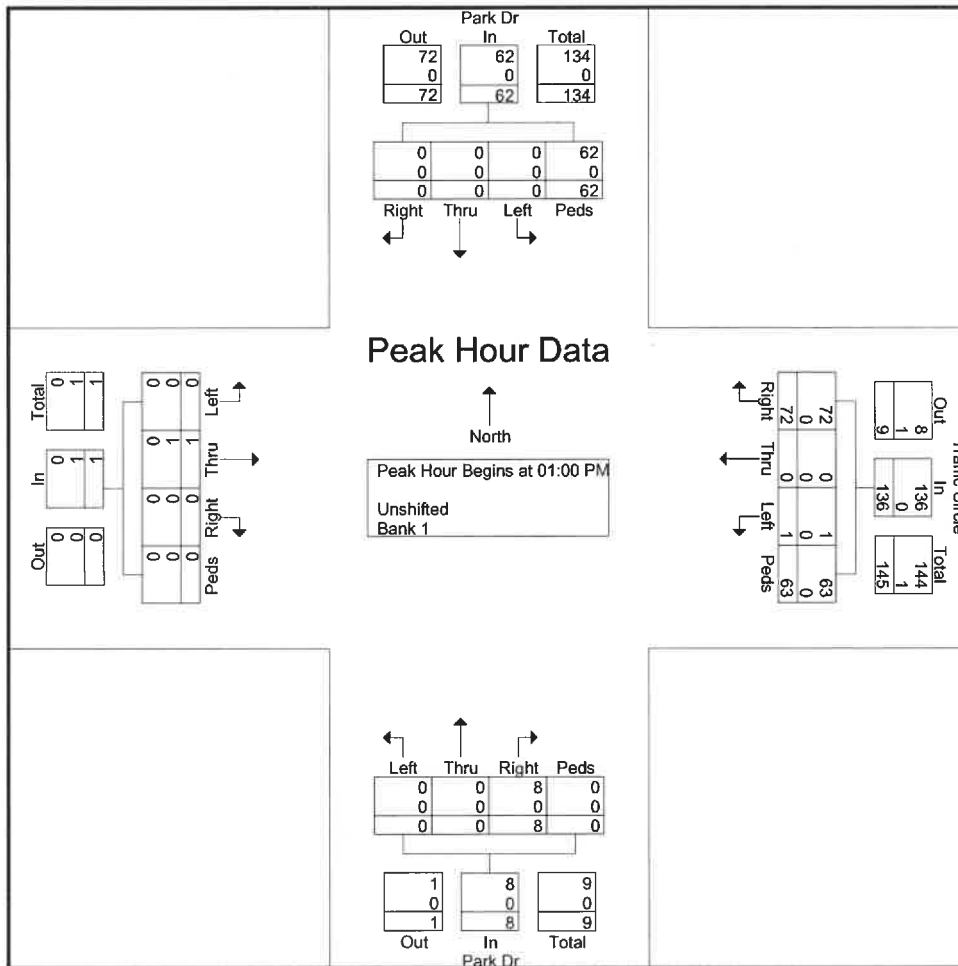 Park Dr
Out In Total
72 62 134
0 0 0
72 62 134
0 0 0 62
0 0 0 0
0 0 0 62
Right Thru Left Peds
Peak Hour Data
North
Peak Hour Begins at 01:00 PM
Unshifted
Bank 1
Total In Out
0 0 0
1 1 0
1 1 0
Left Thru Right Peds
0 0 0 0
0 1 0 0
0 1 0 0
Right Thru Left Peds
72 0 1 63
0 0 0 0
72 0 1 63
Traffic Circle
Out In Total
8 136 144
1 0 1
9 136 145
Left Thru Right Peds
0 0 8 0
0 0 0 0
0 0 8 0
1 8 9
0 0 0
1 8 9
Out In Total
Park Dr